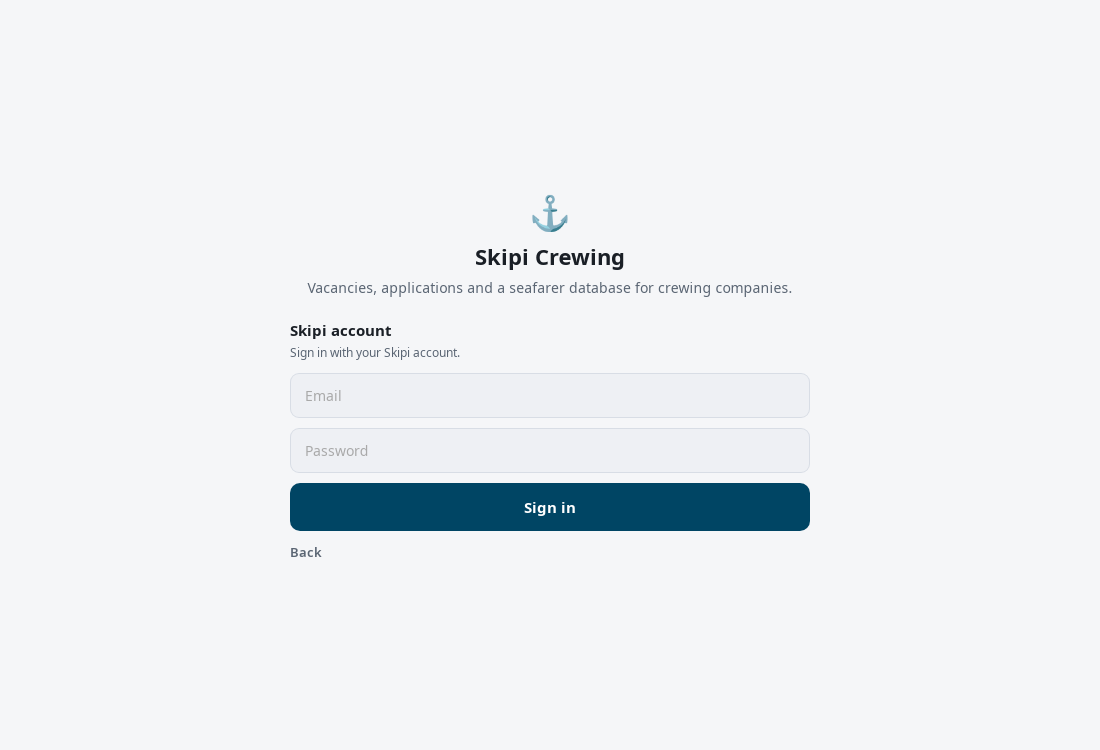 Skipi Crewing
Vacancies, applications and a seafarer database for crewing companies.
Skipi account
Sign in with your Skipi account.
Email
Password
Sign in
Back